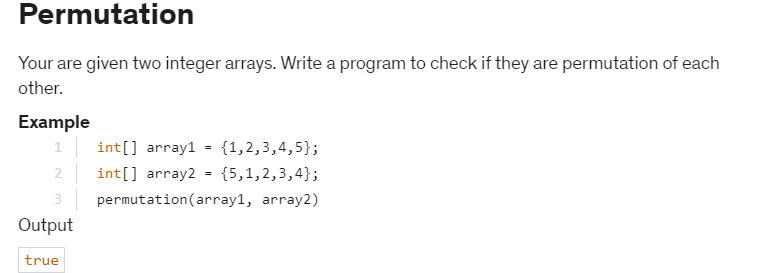 Permutation
Your are given two integer arrays. Write a program to check if they are permutation of each
other.
Example
1 int[] array1 = {1,2,3,4,5};
2 int[] array2 = {5,1,2,3,4};
3 permutation(array1, array2)
Output
true